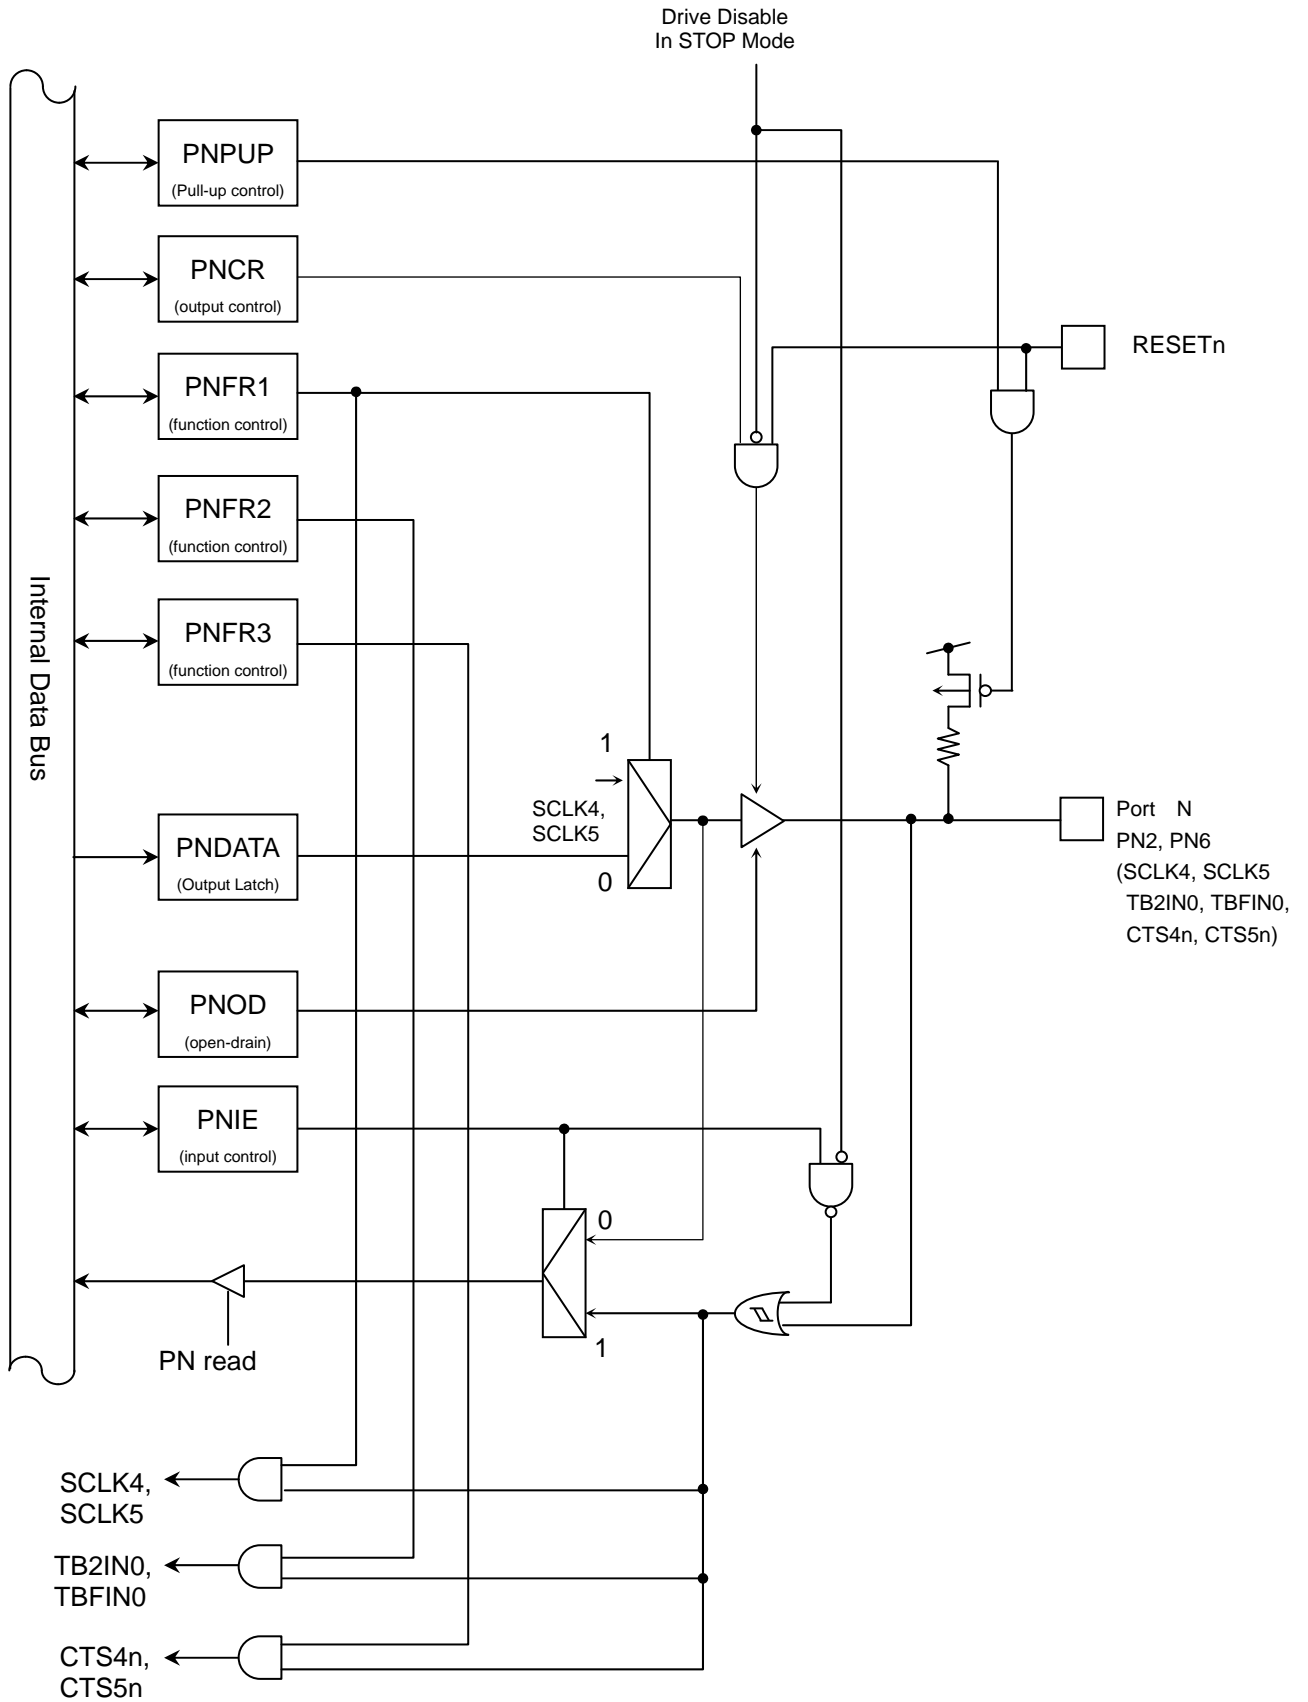 Drive Disable
In STOP Mode
PNPUP
(Pull-up control)
PNCR
(output control)
RESETn
PNFR1
(function control)
PNFR2
(function control)
Internal Data Bus
PNFR3
(function control)
1
SCLK4,
SCLK5
PNDATA
(Output Latch)
0
Port N
PN2, PN6
(SCLK4, SCLK5
TB2IN0, TBFIN0,
CTS4n, CTS5n)
PNOD
(open-drain)
PNIE
(input control)
0
1
PN read
SCLK4,
SCLK5
TB2IN0,
TBFIN0
CTS4n,
CTS5n